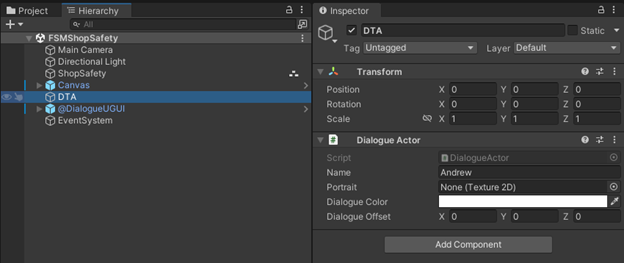 Project
Hierarchy
All
FSMShopSafety
Main Camera
Directional Light
ShopSafety
Canvas
DTA
@DialogueUGUI
EventSystem
Inspector
DTA
Static
Tag Untagged Layer Default
Transform
Position X 0 Y 0 Z 0
Rotation X 0 Y 0 Z 0
Scale X 1 Y 1 Z 1
Dialogue Actor
Script DialogueActor
Name Andrew
Portrait None (Texture 2D)
Dialogue Color
Dialogue Offset X 0 Y 0 Z 0
Add Component